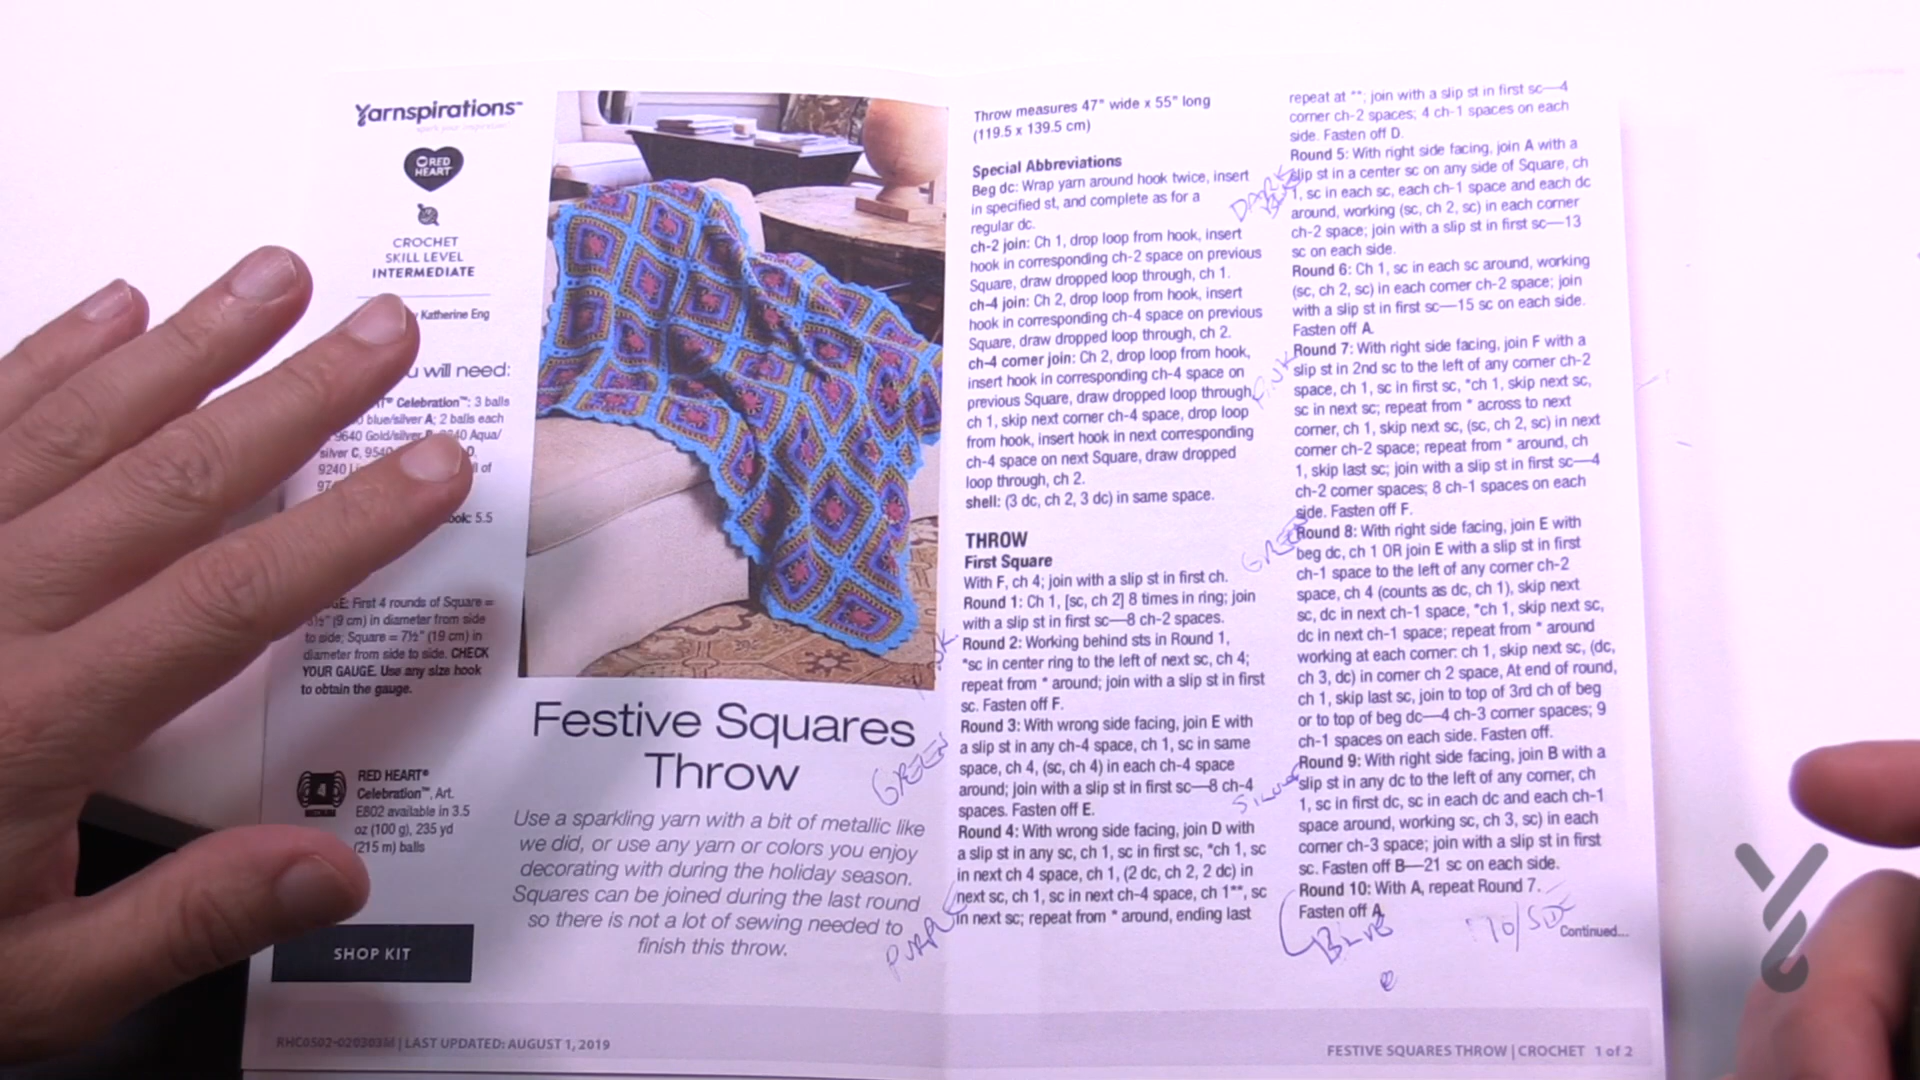 Yarnspirations™
RED
HEART
CROCHET
SKILL LEVEL
INTERMEDIATE
Katherine Eng
will need:
Celebration™: 3 balls
blue/silver A; 2 balls each
9640 Gold/silver Aqua/
silver C,
9240
5.5
First 4 rounds of Square =
(9 cm) in diameter from side
to side; Square = 7½" (19 cm) in
diameter from side to side. CHECK
YOUR GAUGE. Use any size hook
to obtain the gauge.
4
MEDIUM
RED HEART®
Celebration™, Art.
E802 available in 3.5
oz (100 g), 235 yd
(215 m) balls
SHOP KIT
Festive Squares
Throw
Use a sparkling yarn with a bit of metallic like
we did, or use any yarn or colors you enjoy
decorating with during the holiday season.
Squares can be joined during the last round
so there is not a lot of sewing needed to
finish this throw.
Throw measures 47" wide x 55" long
(119.5 x 139.5 cm)
Special Abbreviations
Beg dc: Wrap yarn around hook twice, insert
in specified st, and complete as for a
regular dc.
ch-2 join: Ch 1, drop loop from hook, insert
hook in corresponding ch-2 space on previous
Square, draw dropped loop through, ch 1.
ch-4 join: Ch 2, drop loop from hook, insert
hook in corresponding ch-4 space on previous
Square, draw dropped loop through, ch 2.
ch-4 corner join: Ch 2, drop loop from hook,
insert hook in corresponding ch-4 space on
previous Square, draw dropped loop through,
ch 1, skip next corner ch-4 space, drop loop
from hook, insert hook in next corresponding
ch-4 space on next Square, draw dropped
loop through, ch 2.
shell: (3 dc, ch 2, 3 dc) in same space.
THROW
First Square
With F, ch 4; join with a slip st in first ch.
Round 1: Ch 1, [sc, ch 2] 8 times in ring; join
with a slip st in first sc—8 ch-2 spaces.
Round 2: Working behind sts in Round 1,
*sc in center ring to the left of next sc, ch 4;
repeat from * around; join with a slip st in first
sc. Fasten off F.
GREEN
Round 3: With wrong side facing, join E with
a slip st in any ch-4 space, ch 1, sc in same
space, ch 4, (sc, ch 4) in each ch-4 space
around; join with a slip st in first sc—8 ch-4
spaces. Fasten off E.
PURPLE
Round 4: With wrong side facing, join D with
a slip st in any sc, ch 1, sc in first sc, *ch 1, sc
in next ch 4 space, ch 1, (2 dc, ch 2, 2 dc) in
next sc, ch 1, sc in next ch-4 space, ch 1**, sc
in next sc; repeat from * around, ending last
repeat at **; join with a slip st in first sc—4
corner ch-2 spaces; 4 ch-1 spaces on each
side. Fasten off D.
DARK
Round 5: With right side facing, join A with a
slip st in a center sc on any side of Square, ch
1, sc in each sc, each ch-1 space and each dc
around, working (sc, ch 2, sc) in each corner
ch-2 space; join with a slip st in first sc—13
sc on each side.
Round 6: Ch 1, sc in each sc around, working
(sc, ch 2, sc) in each corner ch-2 space; join
with a slip st in first sc—15 sc on each side.
Fasten off A.
PINK
Round 7: With right side facing, join F with a
slip st in 2nd sc to the left of any corner ch-2
space, ch 1, sc in first sc, *ch 1, skip next sc,
sc in next sc; repeat from * across to next
corner, ch 1, skip next sc, (sc, ch 2, sc) in next
corner ch-2 space; repeat from * around, ch
1, skip last sc; join with a slip st in first sc—4
ch-2 corner spaces; 8 ch-1 spaces on each
side. Fasten off F.
GREEN
Round 8: With right side facing, join E with
beg dc, ch 1 OR join E with a slip st in first
ch-1 space to the left of any corner ch-2
space, ch 4 (counts as dc, ch 1), skip next
sc, dc in next ch-1 space, *ch 1, skip next sc,
dc in next ch-1 space; repeat from * around
working at each corner: ch 1, skip next sc, (dc,
ch 3, dc) in corner ch 2 space, At end of round,
ch 1, skip last sc, join to top of 3rd ch of beg
or to top of beg dc—4 ch-3 corner spaces; 9
ch-1 spaces on each side. Fasten off.
SILVER
Round 9: With right side facing, join B with a
slip st in any dc to the left of any corner, ch
1, sc in first dc, sc in each dc and each ch-1
space around, working sc, ch 3, sc) in each
corner ch-3 space; join with a slip st in first
sc. Fasten off B—21 sc on each side.
Round 10: With A, repeat Round 7.
Fasten off A.
BLUE
10/SIDE
Continued...
RHC0502-020303M | LAST UPDATED: AUGUST 1, 2019
FESTIVE SQUARES THROW | CROCHET 1 of 2